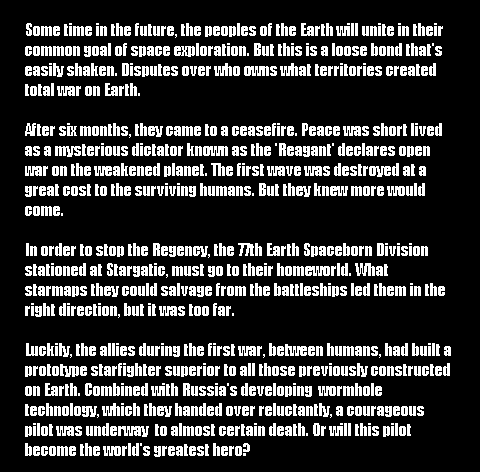 Some time in the future, the peoples of the Earth will unite in their
common goal of space exploration. But this is a loose bond that's
easily shaken. Disputes over who owns what territories created
total war on Earth.
After six months, they came to a ceasefire. Peace was short lived
as a mysterious dictator known as the 'Reagant' declares open
war on the weakened planet. The first wave was destroyed at a
great cost to the surviving humans. But they knew more would
come.
In order to stop the Regency, the 77th Earth Spaceborn Division
stationed at Stargatic, must go to their homeworld. What
starmaps they could salvage from the battleships led them in the
right direction, but it was too far.
Luckily, the allies during the first war, between humans, had built a
prototype starfighter superior to all those previously constructed
on Earth. Combined with Russia's developing  wormhole
technology, which they handed over reluctantly, a courageous
pilot was underway  to almost certain death. Or will this pilot
become the world's greatest hero?